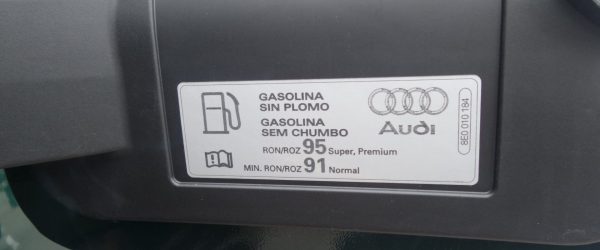 GASOLINA
SIN PLOMO
GASOLINA
SEM CHUMBO
RON/ROZ 95 Super, Premium
MIN. RON/ROZ 91 Normal
Audi
8E0 010 184